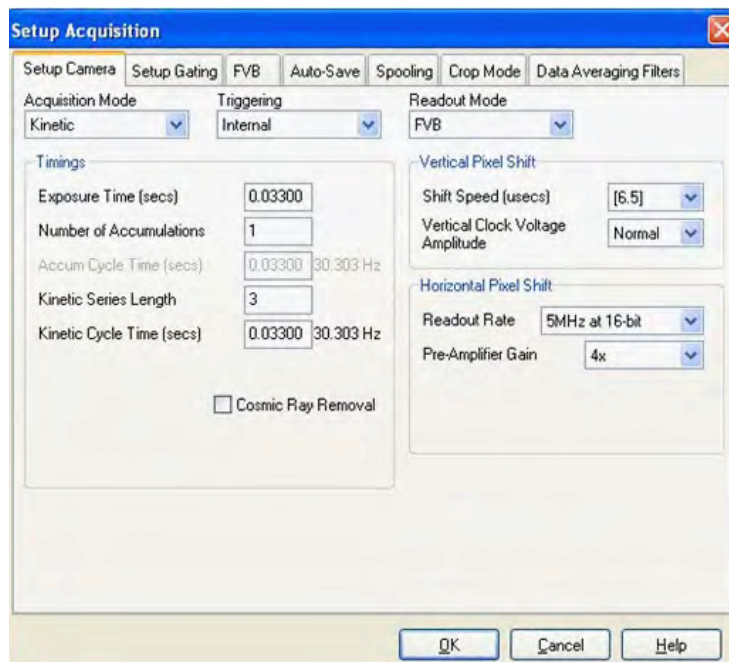 Setup Acquisition
Setup Camera Setup Gating FVB Auto-Save Spooling Crop Mode Data Averaging Filters
Acquisition Mode Triggering Readout Mode
Kinetic Internal FVB
Timings
Exposure Time (secs) 0.03300
Number of Accumulations 1
Accum Cycle Time (secs) 0.03300 30.303 Hz
Kinetic Series Length 3
Kinetic Cycle Time (secs) 0.03300 30.303 Hz
Cosmic Ray Removal
Vertical Pixel Shift
Shift Speed (usecs) [6.5]
Vertical Clock Voltage
Amplitude Normal
Horizontal Pixel Shift
Readout Rate 5MHz at 16-bit
Pre-Amplifier Gain 4x
OK Cancel Help